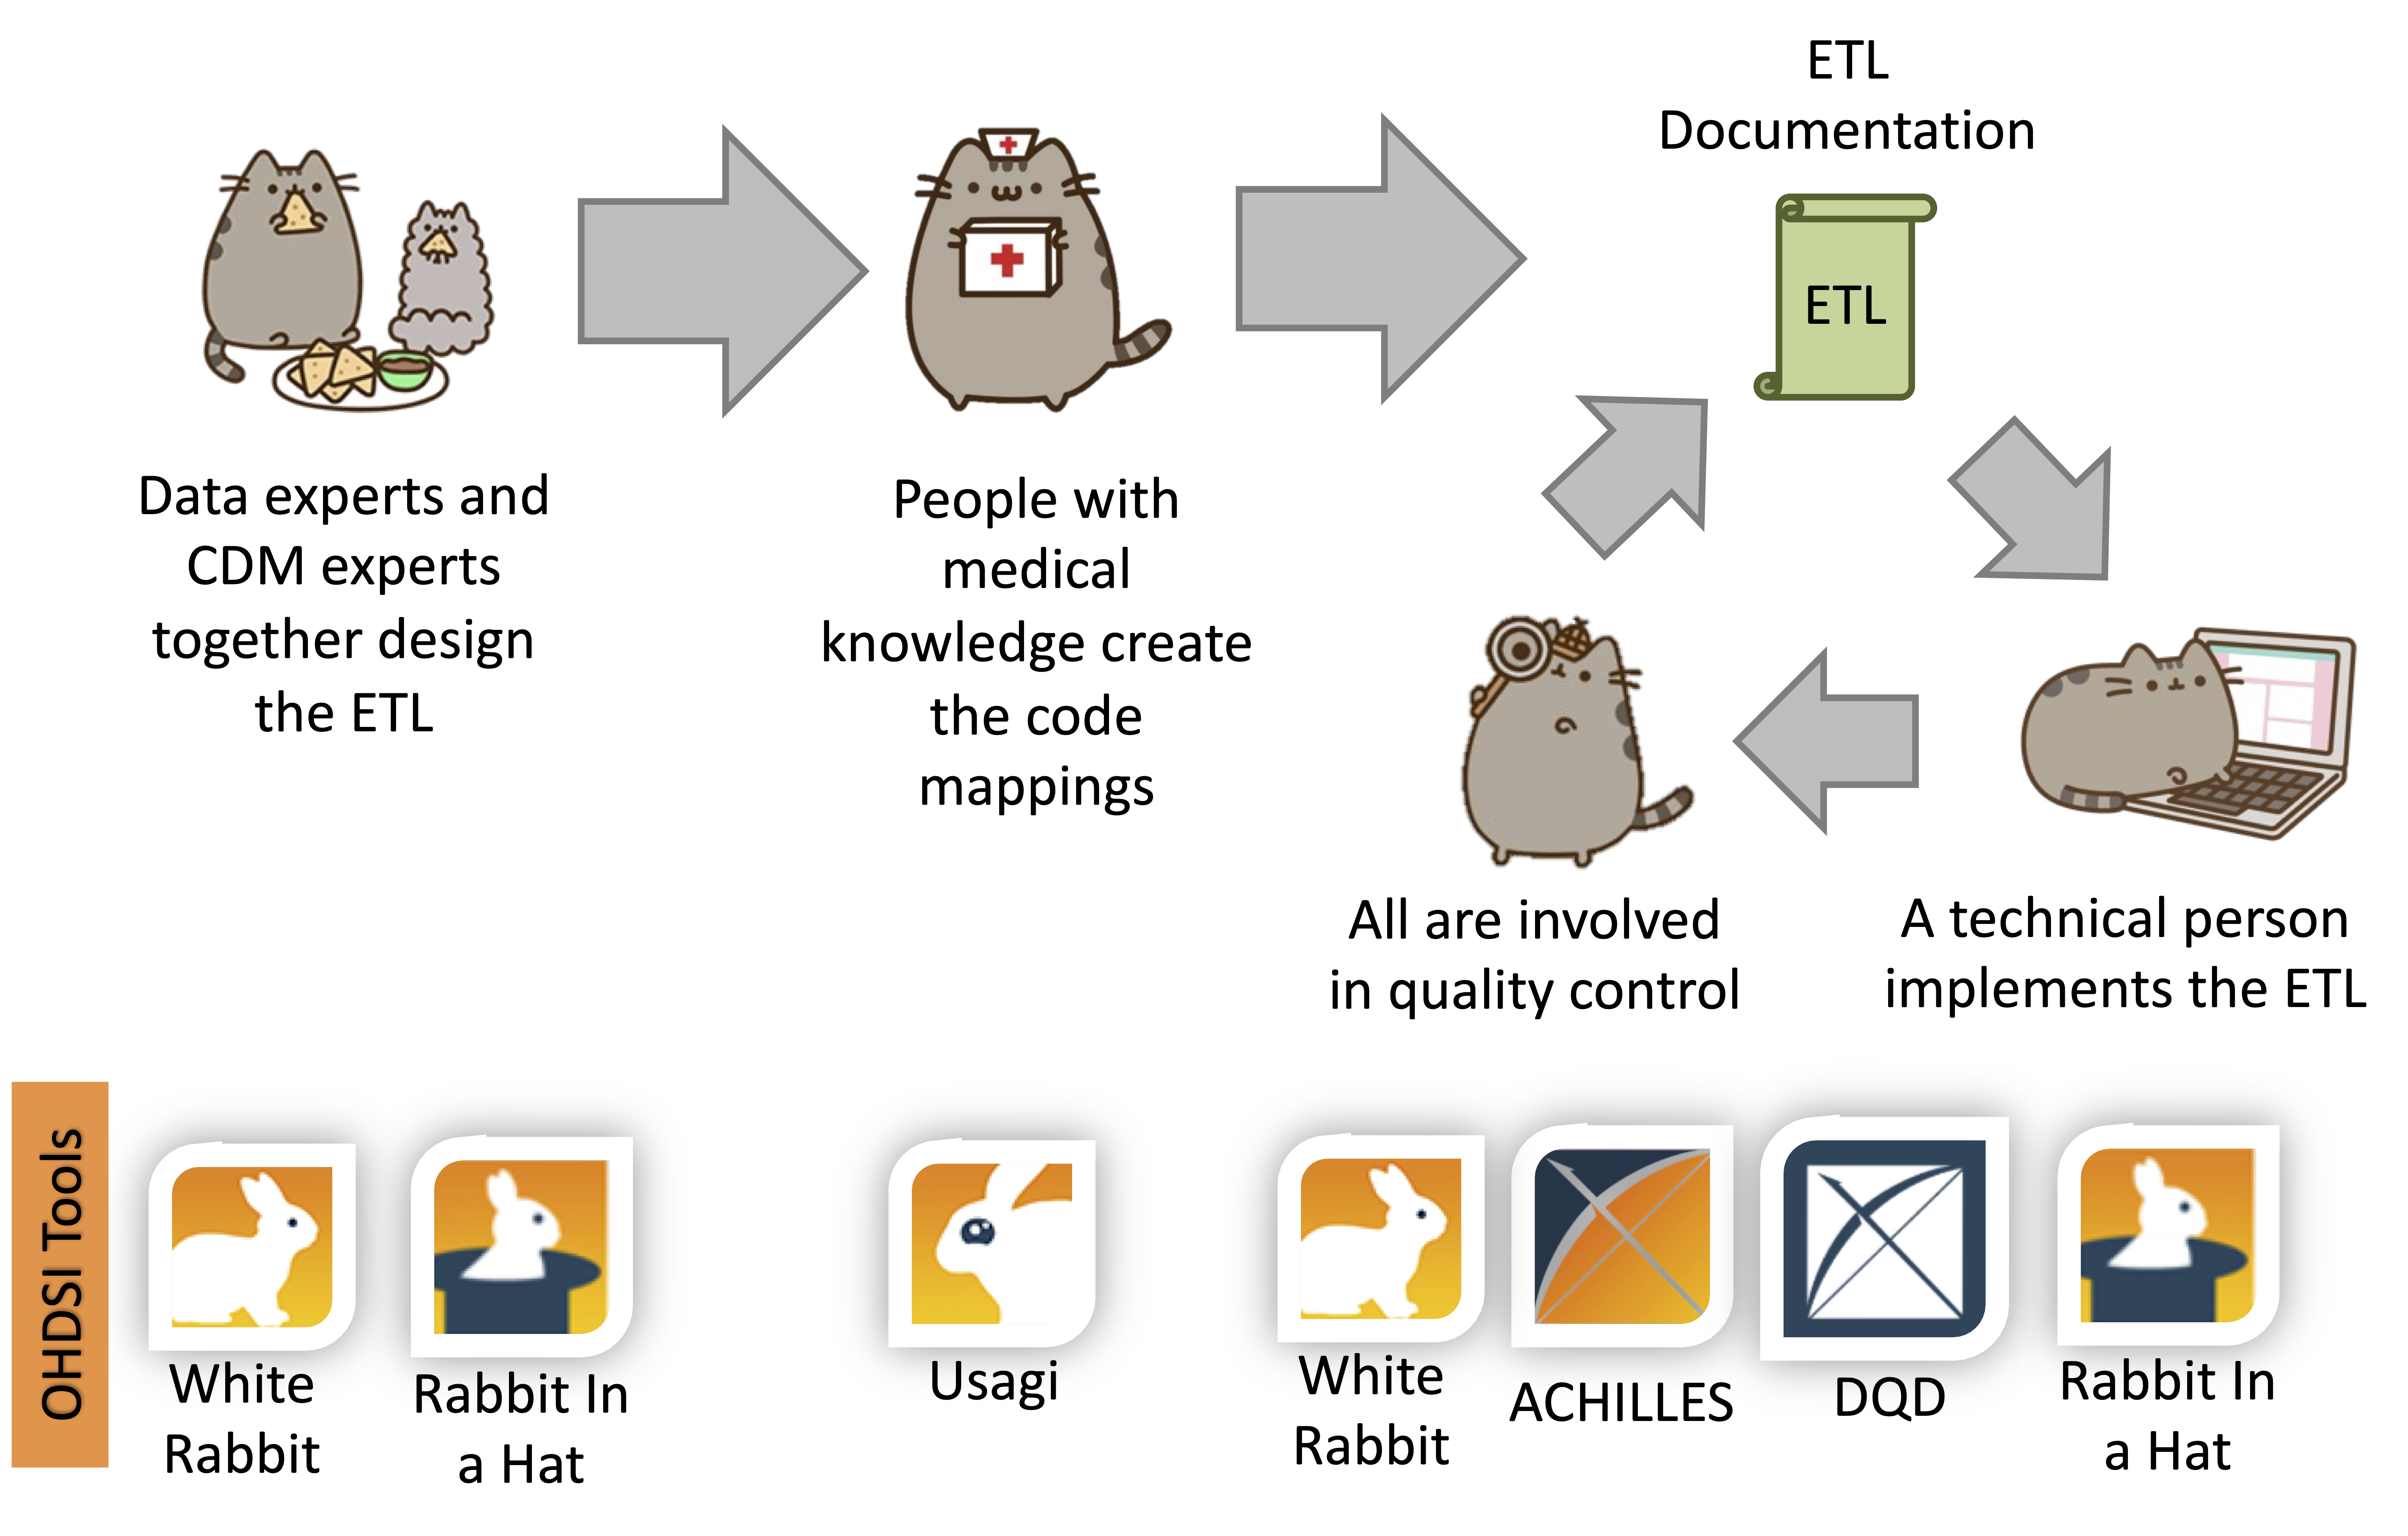 ETL
Documentation
ETL
Data experts and
CDM experts
together design
the ETL
People with
medical
knowledge create
the code
mappings
All are involved
in quality control
A technical person
implements the ETL
OHDSI Tools
White
Rabbit
Rabbit In
a Hat
Usagi
White
Rabbit
ACHILLES
DQD
Rabbit In
a Hat